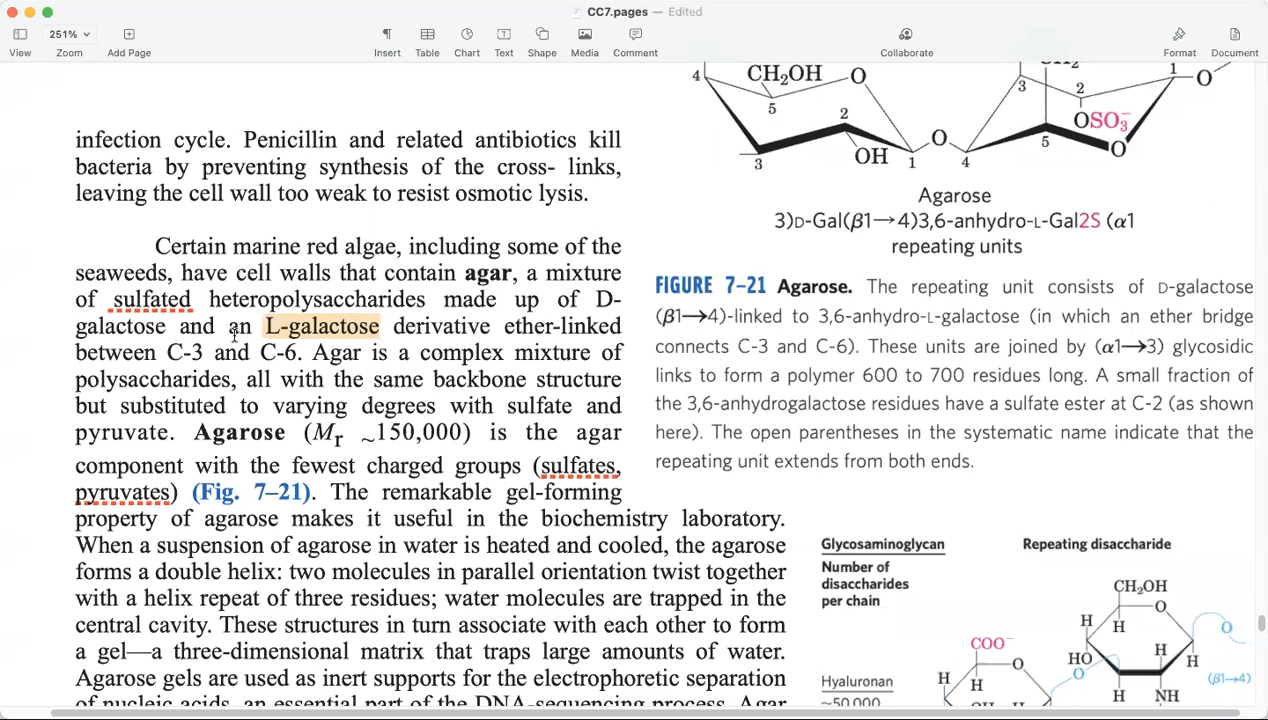 CC7.pages — Edited
251%
View
Zoom
Add Page
Insert
Table
Chart
Text
Shape
Media
Comment
Collaborate
Format
Document
infection cycle. Penicillin and related antibiotics kill
bacteria by preventing synthesis of the cross- links,
leaving the cell wall too weak to resist osmotic lysis.
Certain marine red algae, including some of the
seaweeds, have cell walls that contain agar, a mixture
of sulfated heteropolysaccharides made up of D-
galactose and an L-galactose derivative ether-linked
between C-3 and C-6. Agar is a complex mixture of
polysaccharides, all with the same backbone structure
but substituted to varying degrees with sulfate and
pyruvate. Agarose (Mr ~150,000) is the agar
component with the fewest charged groups (sulfates,
pyruvates) (Fig. 7–21). The remarkable gel-forming
property of agarose makes it useful in the biochemistry laboratory.
When a suspension of agarose in water is heated and cooled, the agarose
forms a double helix: two molecules in parallel orientation twist together
with a helix repeat of three residues; water molecules are trapped in the
central cavity. These structures in turn associate with each other to form
a gel—a three-dimensional matrix that traps large amounts of water.
Agarose gels are used as inert supports for the electrophoretic separation
of nucleic acids, an essential part of the DNA-sequencing process. Agar
4 CH₂OH O 5 2 3 OH 1 O 4
CH₂ 3 2 1 O OSO₃⁻ 5 O
Agarose
3)D-Gal(β1→4)3,6-anhydro-L-Gal2S (α1
repeating units
FIGURE 7–21 Agarose. The repeating unit consists of D-galactose
(β1→4)-linked to 3,6-anhydro-L-galactose (in which an ether bridge
connects C-3 and C-6). These units are joined by (α1→3) glycosidic
links to form a polymer 600 to 700 residues long. A small fraction of
the 3,6-anhydrogalactose residues have a sulfate ester at C-2 (as shown
here). The open parentheses in the systematic name indicate that the
repeating unit extends from both ends.
Glycosaminoglycan
Repeating disaccharide
Number of
disaccharides
per chain
Hyaluronan
~50,000
CH₂OH
O
H
H
O
COO⁻
O
HO
O
H
H
H
H
(β1→4)
H
NH